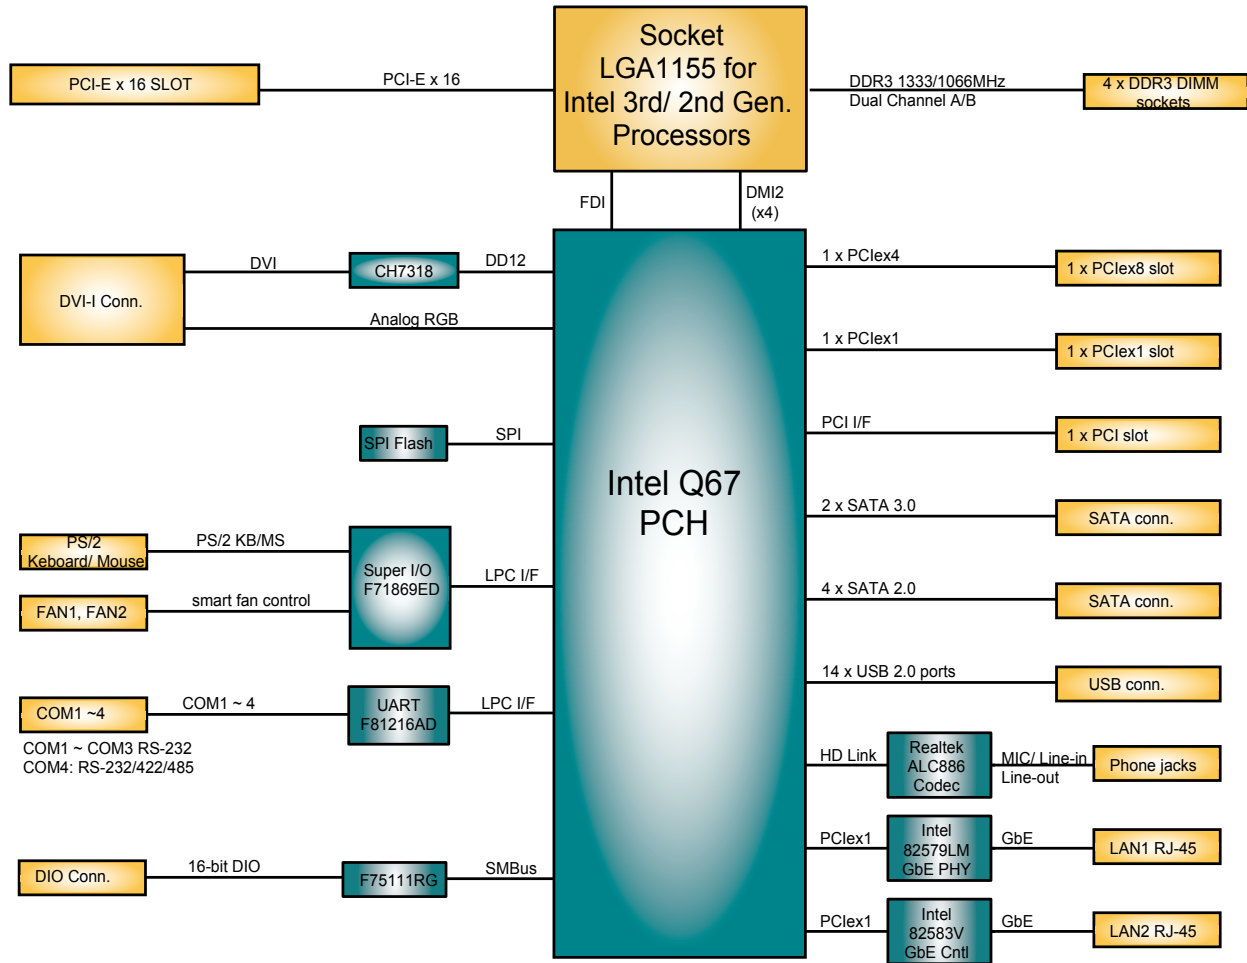 Socket
LGA1155 for
Intel 3rd/ 2nd Gen.
Processors
PCI-E x 16 SLOT
PCI-E x 16
DDR3 1333/1066MHz
Dual Channel A/B
4 x DDR3 DIMM
sockets
FDI
DMI2
(x4)
DVI-I Conn.
DVI
CH7318
DD12
Analog RGB
SPI Flash
SPI
PS/2
Keboard/ Mouse
PS/2 KB/MS
FAN1, FAN2
smart fan control
Super I/O
F71869ED
LPC I/F
COM1 ~4
COM1 ~ 4
UART
F81216AD
LPC I/F
COM1 ~ COM3 RS-232
COM4: RS-232/422/485
DIO Conn.
16-bit DIO
F75111RG
SMBus
Intel Q67
PCH
1 x PCIex4
1 x PCIex8 slot
1 x PCIex1
1 x PCIex1 slot
PCI I/F
1 x PCI slot
2 x SATA 3.0
SATA conn.
4 x SATA 2.0
SATA conn.
14 x USB 2.0 ports
USB conn.
HD Link
Realtek
ALC886
Codec
MIC/ Line-in
Line-out
Phone jacks
PCIex1
Intel
82579LM
GbE PHY
GbE
LAN1 RJ-45
PCIex1
Intel
82583V
GbE Cntl
GbE
LAN2 RJ-45